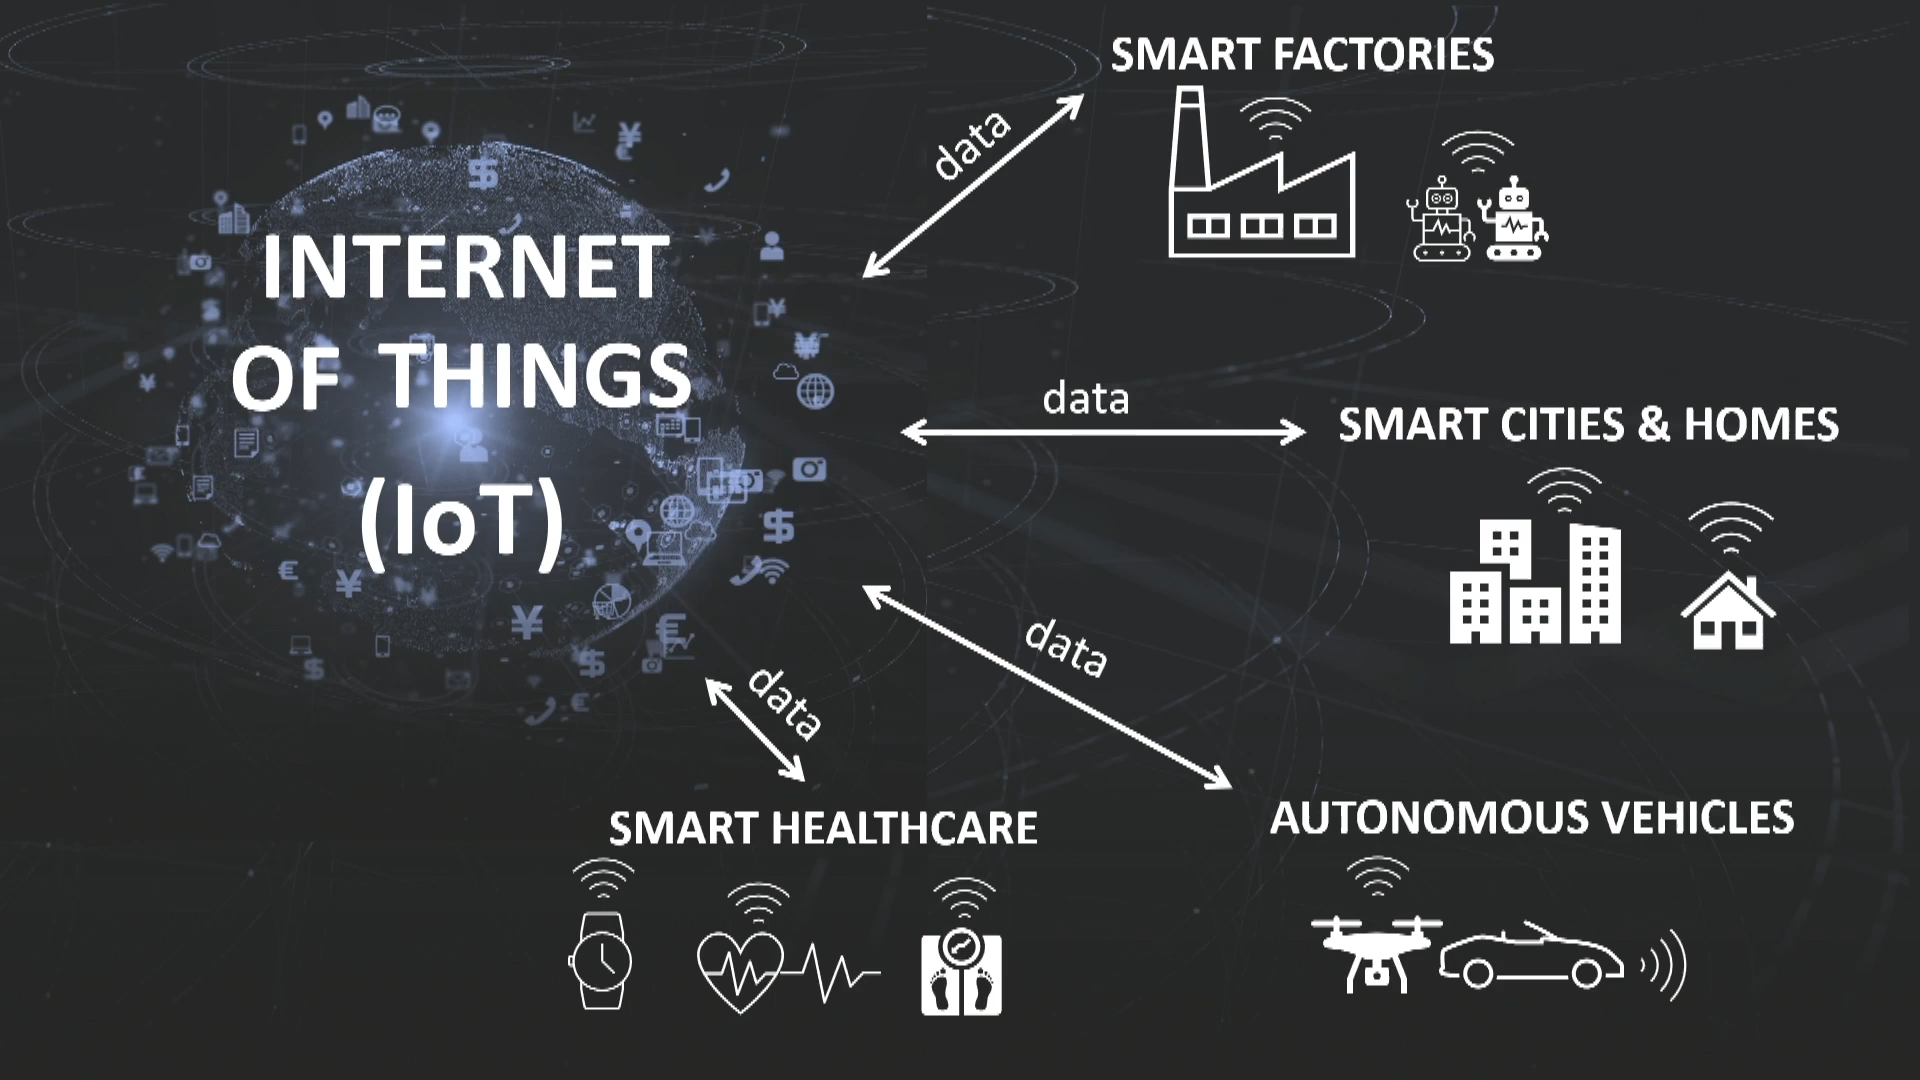 INTERNET
OF THINGS
(IoT)
data
SMART FACTORIES
data
SMART CITIES & HOMES
data
AUTONOMOUS VEHICLES
data
SMART HEALTHCARE